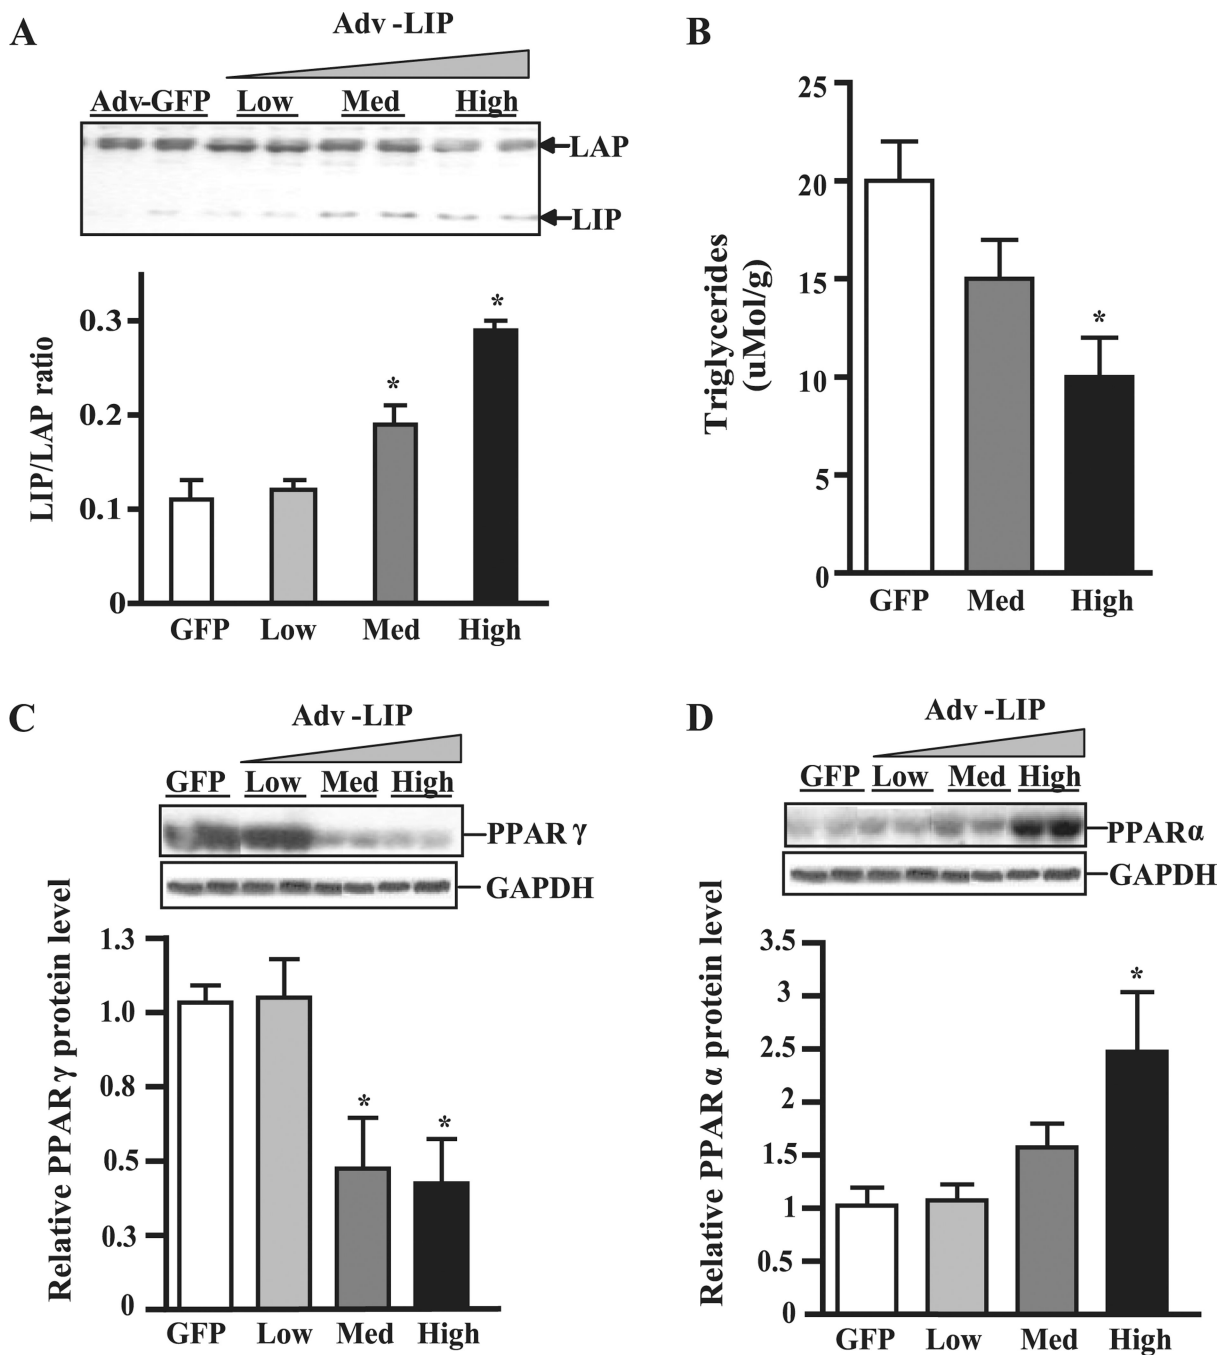 A
Adv -LIP
Adv-GFP Low Med High
LAP
LIP
LIP/LAP ratio
0.3
0.2
0.1
0
*
*
GFP Low Med High
B
Triglycerides
(uMol/g)
25
20
15
10
5
0
*
GFP Med High
C
Adv -LIP
GFP Low Med High
PPAR γ
GAPDH
Relative PPAR γ protein level
1.3
1.0
0.8
0.5
0.3
0
*
*
GFP Low Med High
D
Adv -LIP
GFP Low Med High
PPARα
GAPDH
Relative PPAR α protein level
3.5
3
2.5
2
1.5
1
0.5
0
*
GFP Low Med High